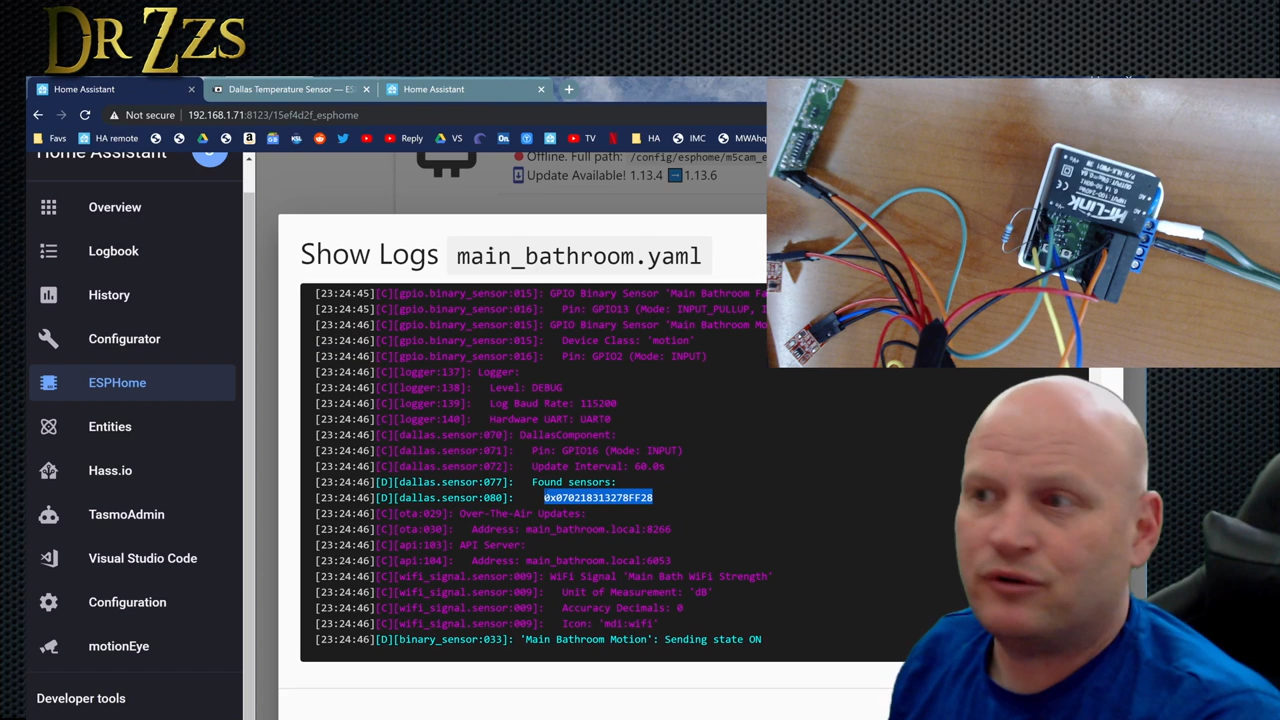 DR ZZS
Home Assistant
Dallas Temperature Sensor — ES
Home Assistant
Not secure
192.168.1.71:8123/15ef4d2f_esphome
Favs
HA remote
Reply
VS
TV
HA
IMC
MWAhq
Home Assistant
Overview
Logbook
History
Configurator
ESPHome
Entities
Hass.io
TasmoAdmin
Visual Studio Code
Configuration
motionEye
Developer tools
Offline. Full path: /config/esphome/m5cam_e
Update Available! 1.13.4 ➡ 1.13.6
Show Logs main_bathroom.yaml
[23:24:45][C][gpio.binary_sensor:015]: GPIO Binary Sensor 'Main Bathroom Fa
[23:24:45][C][gpio.binary_sensor:016]: Pin: GPIO13 (Mode: INPUT_PULLUP, I
[23:24:46][C][gpio.binary_sensor:015]: GPIO Binary Sensor 'Main Bathroom Mo
[23:24:46][C][gpio.binary_sensor:015]: Device Class: 'motion'
[23:24:46][C][gpio.binary_sensor:016]: Pin: GPIO2 (Mode: INPUT)
[23:24:46][C][logger:137]: Logger:
[23:24:46][C][logger:138]: Level: DEBUG
[23:24:46][C][logger:139]: Log Baud Rate: 115200
[23:24:46][C][logger:140]: Hardware UART: UART0
[23:24:46][C][dallas.sensor:070]: DallasComponent:
[23:24:46][C][dallas.sensor:071]: Pin: GPIO16 (Mode: INPUT)
[23:24:46][C][dallas.sensor:072]: Update Interval: 60.0s
[23:24:46][D][dallas.sensor:077]: Found sensors:
[23:24:46][D][dallas.sensor:080]: 0x070218313278FF28
[23:24:46][C][ota:029]: Over-The-Air Updates:
[23:24:46][C][ota:030]: Address: main_bathroom.local:8266
[23:24:46][C][api:103]: API Server:
[23:24:46][C][api:104]: Address: main_bathroom.local:6053
[23:24:46][C][wifi_signal.sensor:009]: WiFi Signal 'Main Bath WiFi Strength'
[23:24:46][C][wifi_signal.sensor:009]: Unit of Measurement: 'dB'
[23:24:46][C][wifi_signal.sensor:009]: Accuracy Decimals: 0
[23:24:46][C][wifi_signal.sensor:009]: Icon: 'mdi:wifi'
[23:24:46][D][binary_sensor:033]: 'Main Bathroom Motion': Sending state ON
Hi-Link